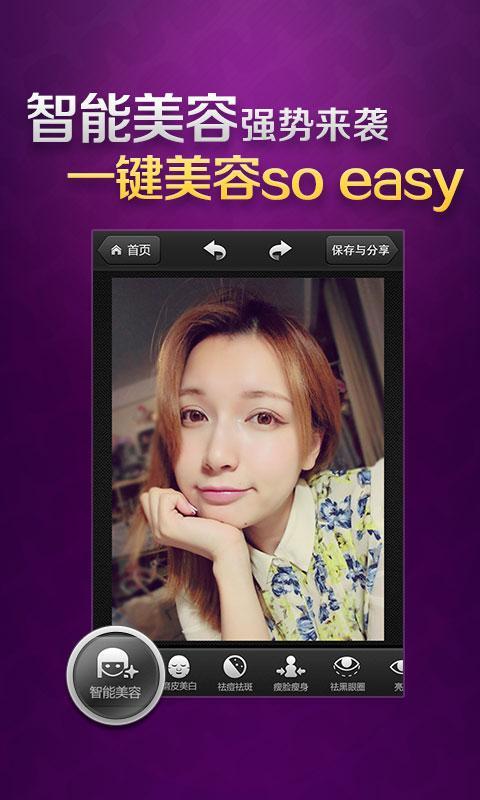 智能美容强势来袭
一键美容so easy
首页
保存与分享
智能美容
磨皮美白
祛痘祛斑
瘦脸瘦身
祛黑眼圈
亮